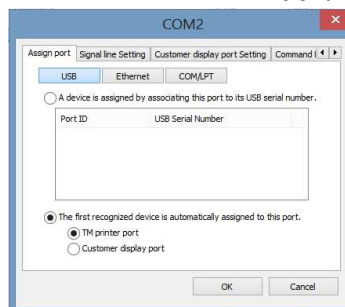 COM2
Assign port Signal line Setting Customer display port Setting Command
USB Ethernet COM/LPT
A device is assigned by associating this port to its USB serial number.
Port ID USB Serial Number
The first recognized device is automatically assigned to this port.
TM printer port
Customer display port
OK Cancel